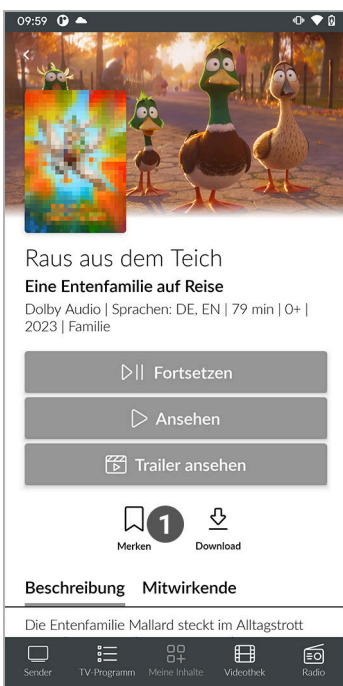 09:59
Raus aus dem Teich
Eine Entenfamilie auf Reise
Dolby Audio | Sprachen: DE, EN | 79 min | 0+ |
2023 | Familie
Fortsetzen
Ansehen
Trailer ansehen
1
Merken Download
Beschreibung Mitwirkende
Die Entenfamilie Mallard steckt im Alltagstrott
Sender TV-Programm Meine Inhalte Videothek Radio